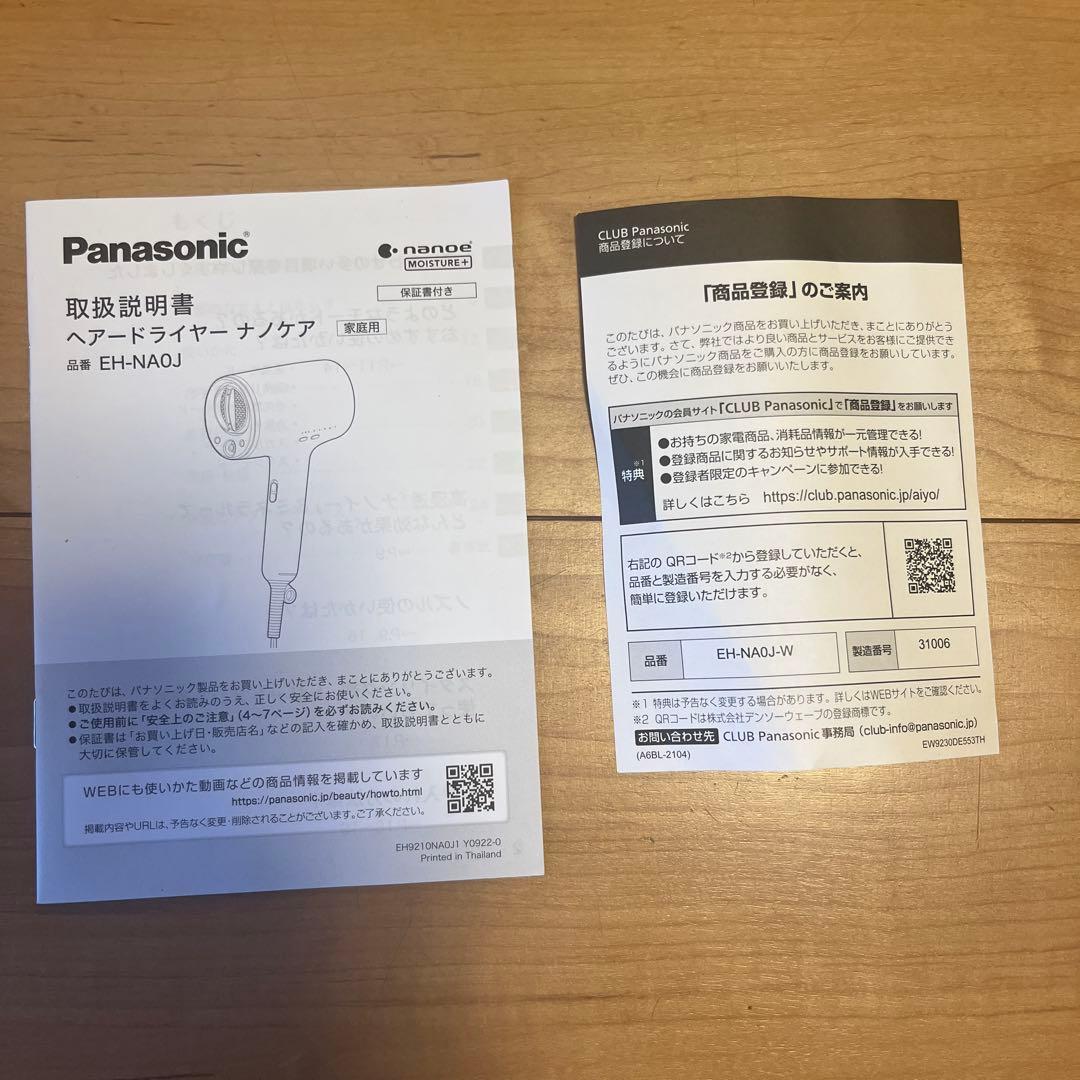 Panasonic®
nanoe™
MOISTURE+
保証書付き
取扱説明書
ヘアードライヤー ナノケア 家庭用
品番 EH-NA0J
このたびは、パナソニック製品をお買い上げいただき、まことにありがとうございます。
●取扱説明書をよくお読みのうえ、正しく安全にお使いください。
●ご使用前に「安全上のご注意」(4～7ページ)を必ずお読みください。
●保証書は「お買い上げ日・販売店名」などの記入を確かめ、取扱説明書とともに
大切に保管してください。
WEBにも使いかた動画などの商品情報を掲載しています
https://panasonic.jp/beauty/howto.html
掲載内容やURLは、予告なく変更・削除されることがございます。ご了承ください。
EH9210NA0J1 Y0922-0
Printed in Thailand
CLUB Panasonic
商品登録について
「商品登録」のご案内
このたびは、パナソニック商品をお買い上げいただき、まことにありがとう
ございます。さて、弊社ではより良い商品とサービスをお客様にご提供でき
るようにパナソニック商品をご購入の方に商品登録をお願いしています。
ぜひ、この機会に商品登録をお願いいたします。
パナソニックの会員サイト「CLUB Panasonic」で「商品登録」をお願いします
特典※1
●お持ちの家電商品、消耗品情報が一元管理できる!
●登録商品に関するお知らせやサポート情報が入手できる!
●登録者限定のキャンペーンに参加できる!
詳しくはこちら https://club.panasonic.jp/aiyo/
右記の QRコード※2から登録していただくと、
品番と製造番号を入力する必要がなく、
簡単に登録いただけます。
品番 EH-NA0J-W 製造番号 31006
※1 特典は予告なく変更する場合があります。詳しくはWEBサイトをご確認ください。
※2 QRコードは株式会社デンソーウェーブの登録商標です。
お問い合わせ先 CLUB Panasonic 事務局 (club-info@panasonic.jp)
(A6BL-2104)
EW9230DE553TH